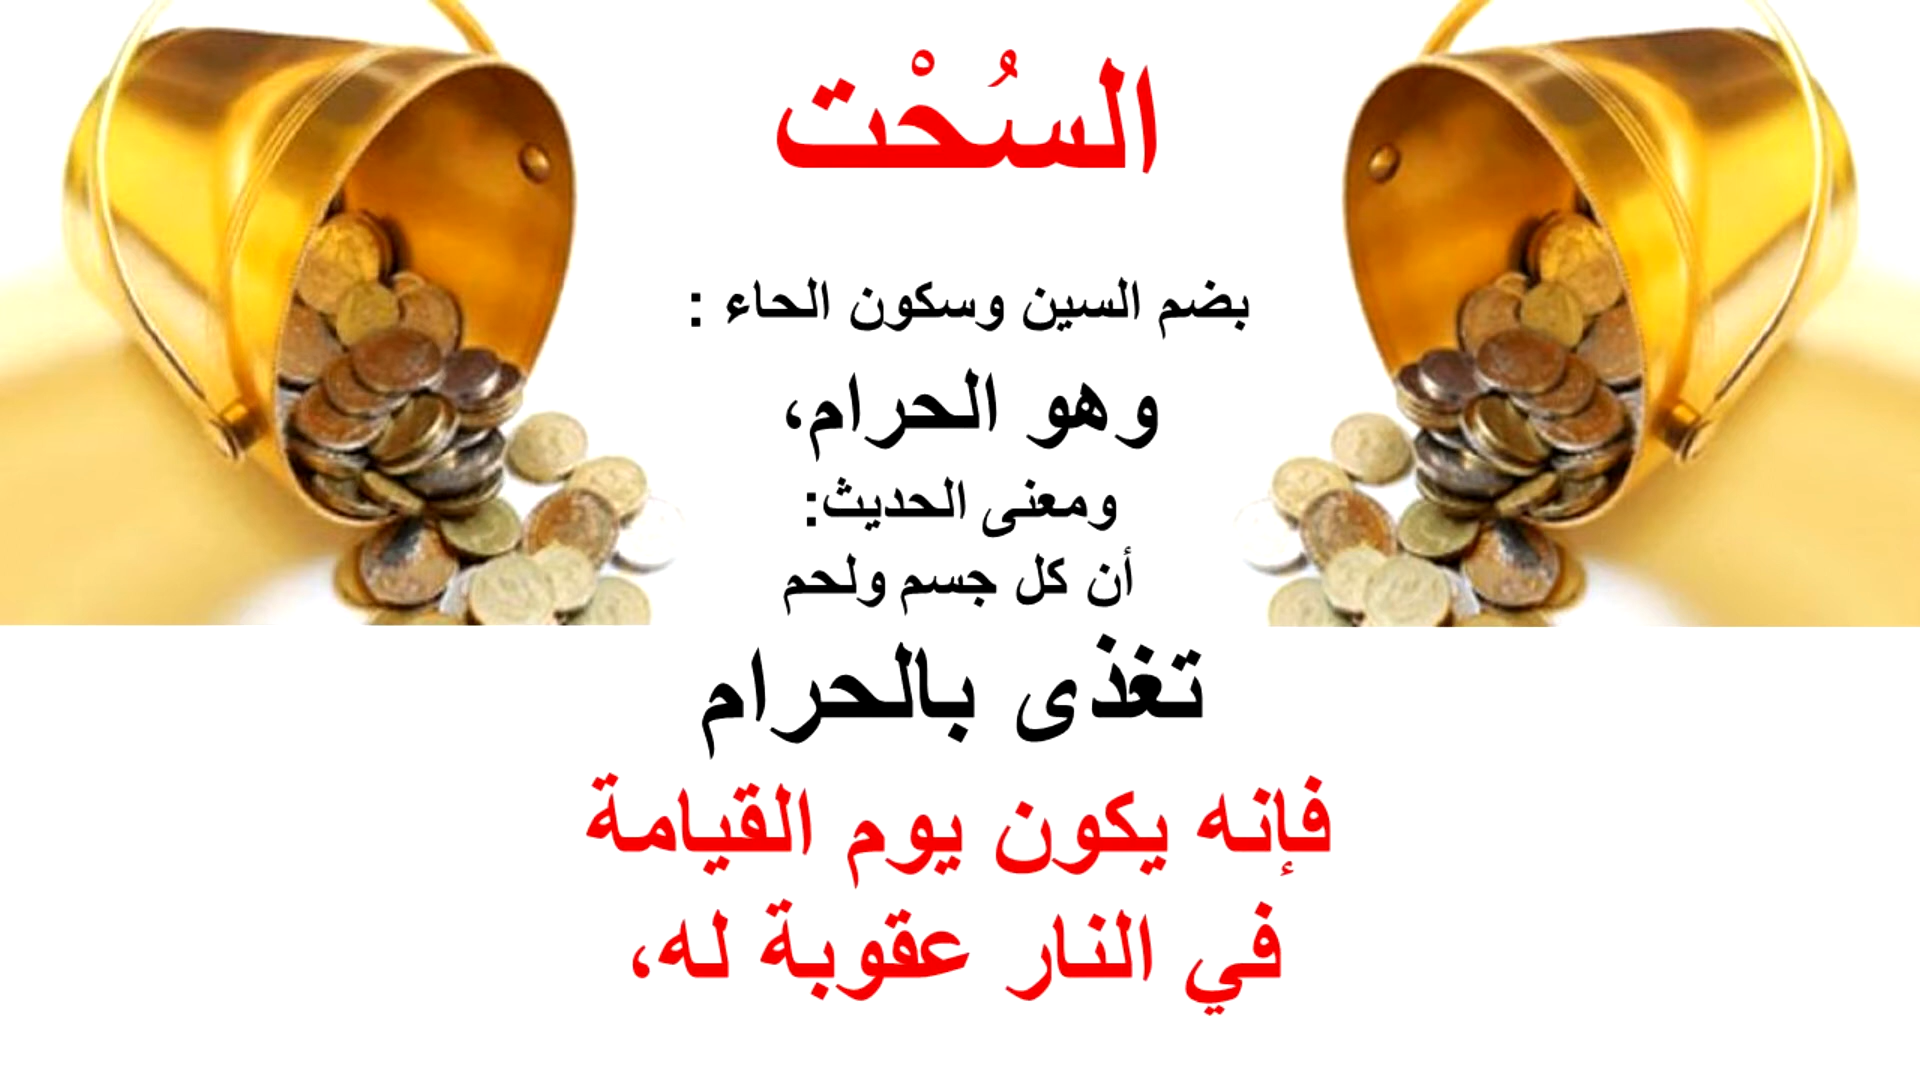 السُحْت
بضم السين وسكون الحاء :
وهو الحرام،
ومعنى الحديث:
أن كل جسم ولحم
تغذى بالحرام
فإنه يكون يوم القيامة
في النار عقوبة له،